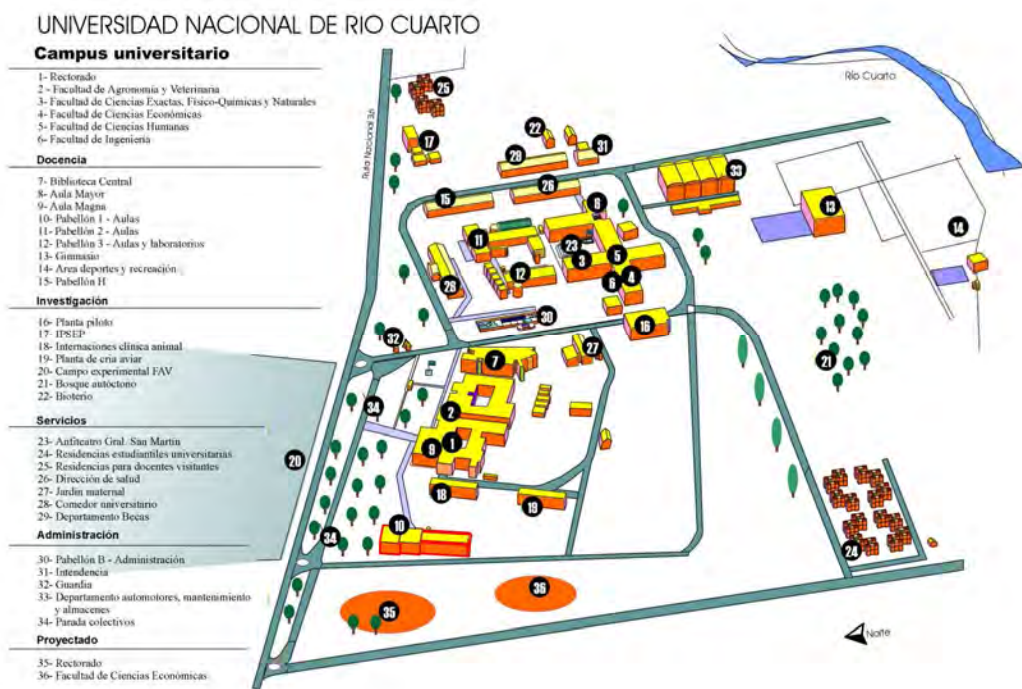 UNIVERSIDAD NACIONAL DE RIO CUARTO
Campus universitario
1- Rectorado
2 - Facultad de Agronomía y Veterinaria
3- Facultad de Ciencias Exactas, Físico-Químicas y Naturales
4- Facultad de Ciencias Económicas
5- Facultad de Ciencias Humanas
6- Facultad de Ingeniería
Docencia
7- Biblioteca Central
8- Aula Mayor
9- Aula Magna
10- Pabellón 1 - Aulas
11- Pabellón 2 - Aulas
12- Pabellón 3 - Aulas y laboratorios
13- Gimnasio
14- Area deportes y recreación
15- Pabellón H
Investigación
16- Planta piloto
17- IPSEP
18- Internaciones clínica animal
19- Planta de cria aviar
20- Campo experimental FAV
21- Bosque autóctono
22- Bioterio
Servicios
23- Anfiteatro Gral. San Martín
24- Residencias estudiantiles universitarias
25- Residencias para docentes visitantes
26- Dirección de salud
27- Jardín maternal
28- Comedor universitario
29- Departamento Becas
Administración
30- Pabellón B - Administración
31- Intendencia
32- Guardia
33- Departamento automotores, mantenimiento
y almacenes
34- Parada colectivos
Proyectado
35- Rectorado
36- Facultad de Ciencias Económicas
Ruta Nacional 36
Río Cuarto
25
17
22
31
29
26
15
8
33
13
14
11
23
5
3
12
4
6
28
30
16
32
7
27
21
34
2
1
9
20
18
19
10
34
24
35
36
Norte